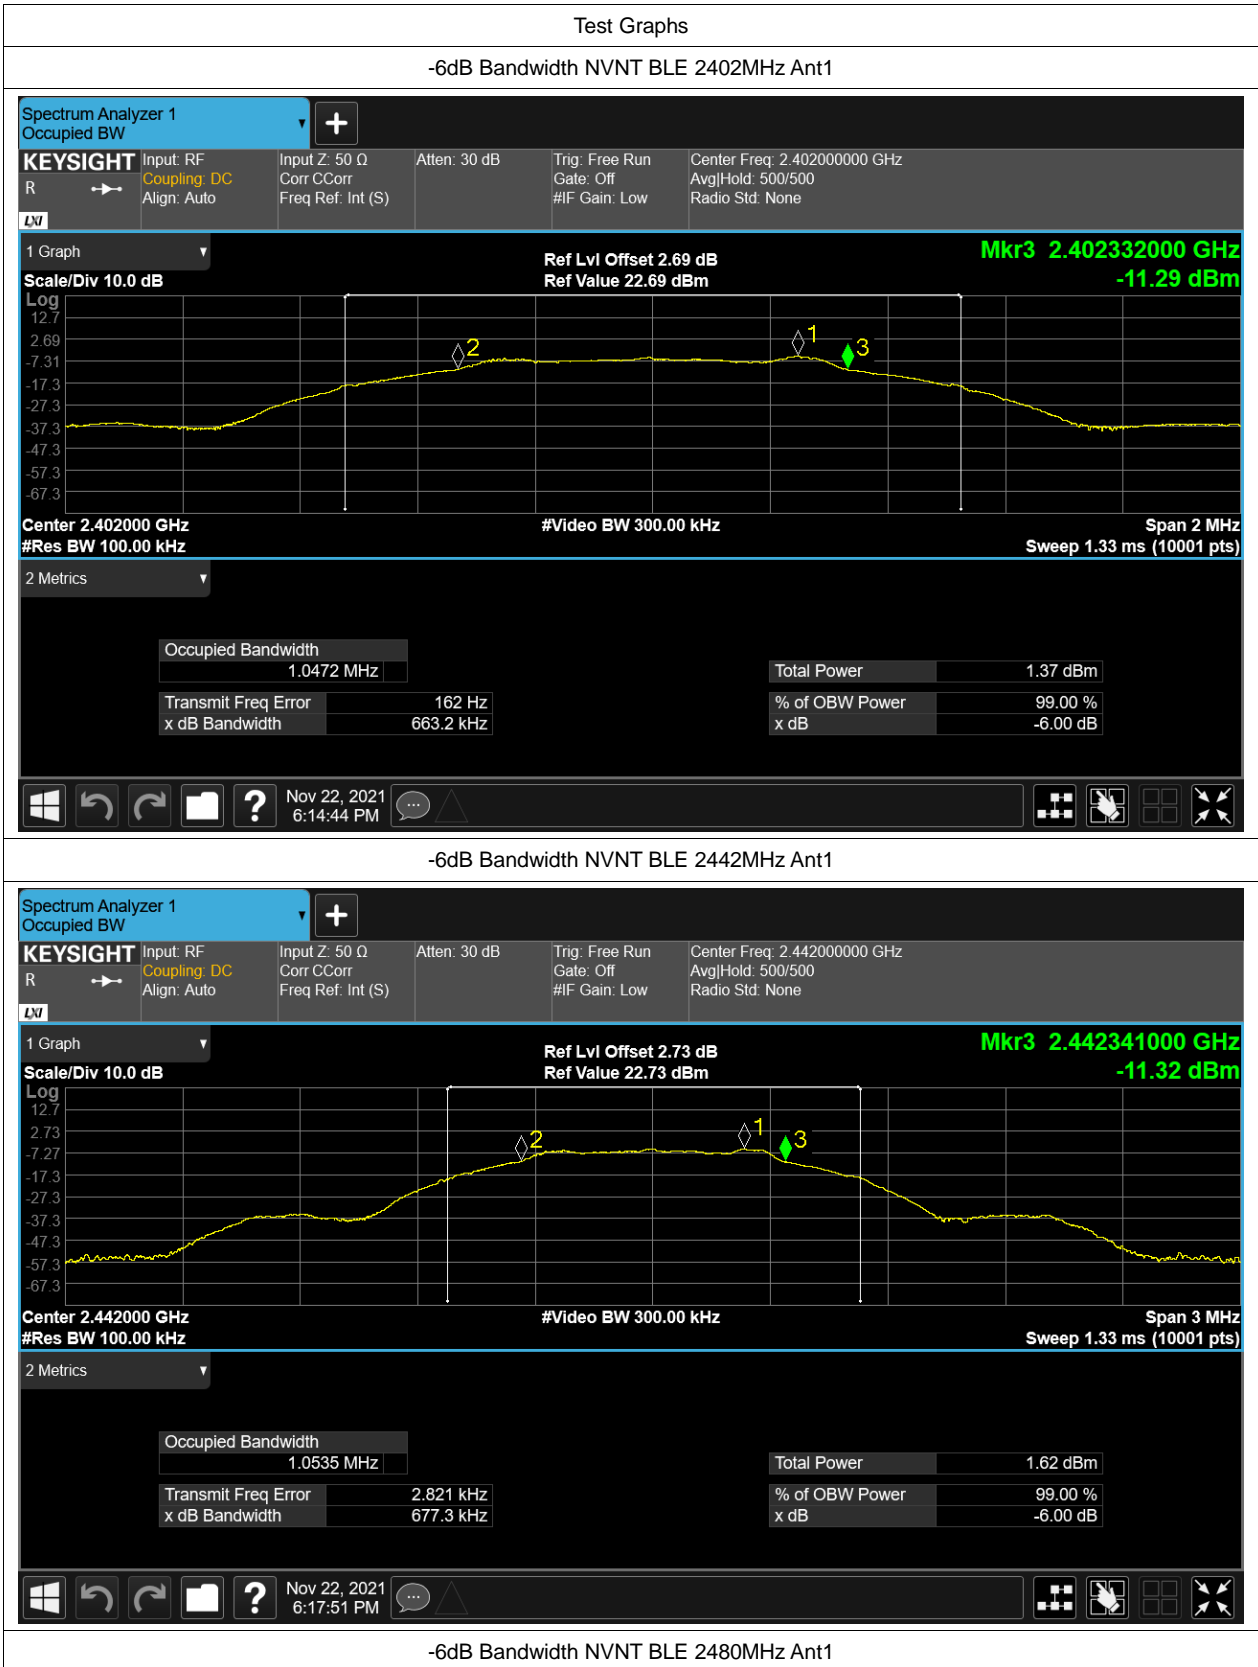 Test Graphs
-6dB Bandwidth NVNT BLE 2402MHz Ant1
Spectrum Analyzer 1
Occupied BW
KEYSIGHT Input: RF Input Z: 50 Ω Atten: 30 dB Trig: Free Run Center Freq: 2.402000000 GHz
R Coupling: DC Corr CCorr Gate: Off Avg|Hold: 500/500
Align: Auto Freq Ref: Int (S) #IF Gain: Low Radio Std: None
LXI
1 Graph Ref Lvl Offset 2.69 dB Mkr3 2.402332000 GHz
Scale/Div 10.0 dB Ref Value 22.69 dBm -11.29 dBm
Log
12.7
2.69
-7.31
-17.3
-27.3
-37.3
-47.3
-57.3
-67.3
2
1
3
Center 2.402000 GHz #Video BW 300.00 kHz Span 2 MHz
#Res BW 100.00 kHz Sweep 1.33 ms (10001 pts)
2 Metrics
Occupied Bandwidth
1.0472 MHz Total Power 1.37 dBm
Transmit Freq Error 162 Hz % of OBW Power 99.00 %
x dB Bandwidth 663.2 kHz x dB -6.00 dB
Nov 22, 2021
6:14:44 PM
-6dB Bandwidth NVNT BLE 2442MHz Ant1
Spectrum Analyzer 1
Occupied BW
KEYSIGHT Input: RF Input Z: 50 Ω Atten: 30 dB Trig: Free Run Center Freq: 2.442000000 GHz
R Coupling: DC Corr CCorr Gate: Off Avg|Hold: 500/500
Align: Auto Freq Ref: Int (S) #IF Gain: Low Radio Std: None
LXI
1 Graph Ref Lvl Offset 2.73 dB Mkr3 2.442341000 GHz
Scale/Div 10.0 dB Ref Value 22.73 dBm -11.32 dBm
Log
12.7
2.73
-7.27
-17.3
-27.3
-37.3
-47.3
-57.3
-67.3
2
1
3
Center 2.442000 GHz #Video BW 300.00 kHz Span 3 MHz
#Res BW 100.00 kHz Sweep 1.33 ms (10001 pts)
2 Metrics
Occupied Bandwidth
1.0535 MHz Total Power 1.62 dBm
Transmit Freq Error 2.821 kHz % of OBW Power 99.00 %
x dB Bandwidth 677.3 kHz x dB -6.00 dB
Nov 22, 2021
6:17:51 PM
-6dB Bandwidth NVNT BLE 2480MHz Ant1